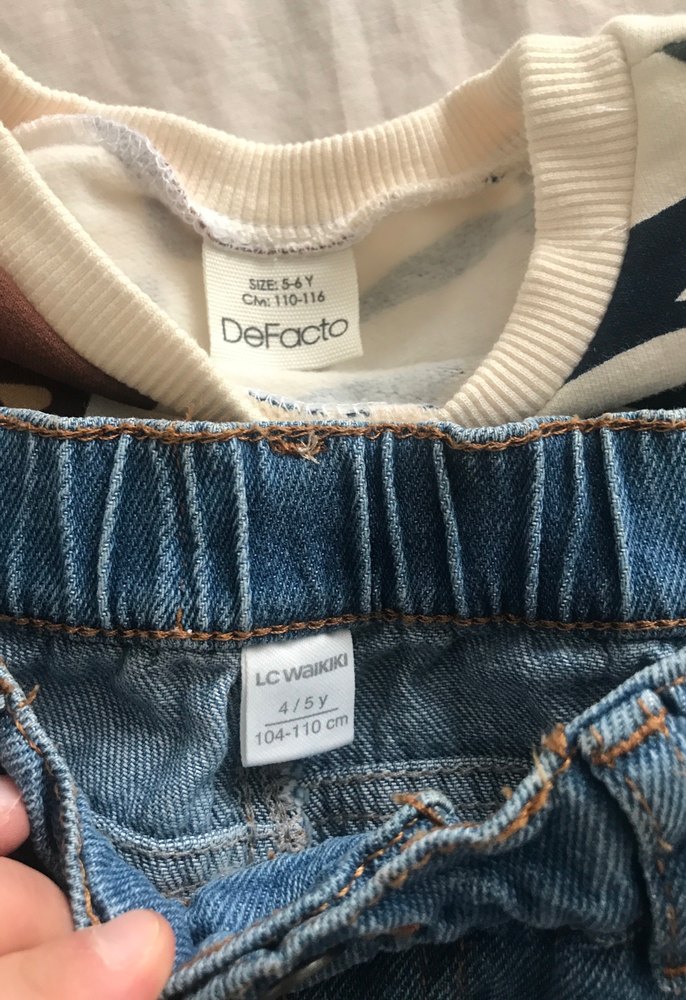 SIZE: 5-6 Y
CM: 110-116
DeFacto
LC WAIKIKI
4 / 5 y
104-110 cm